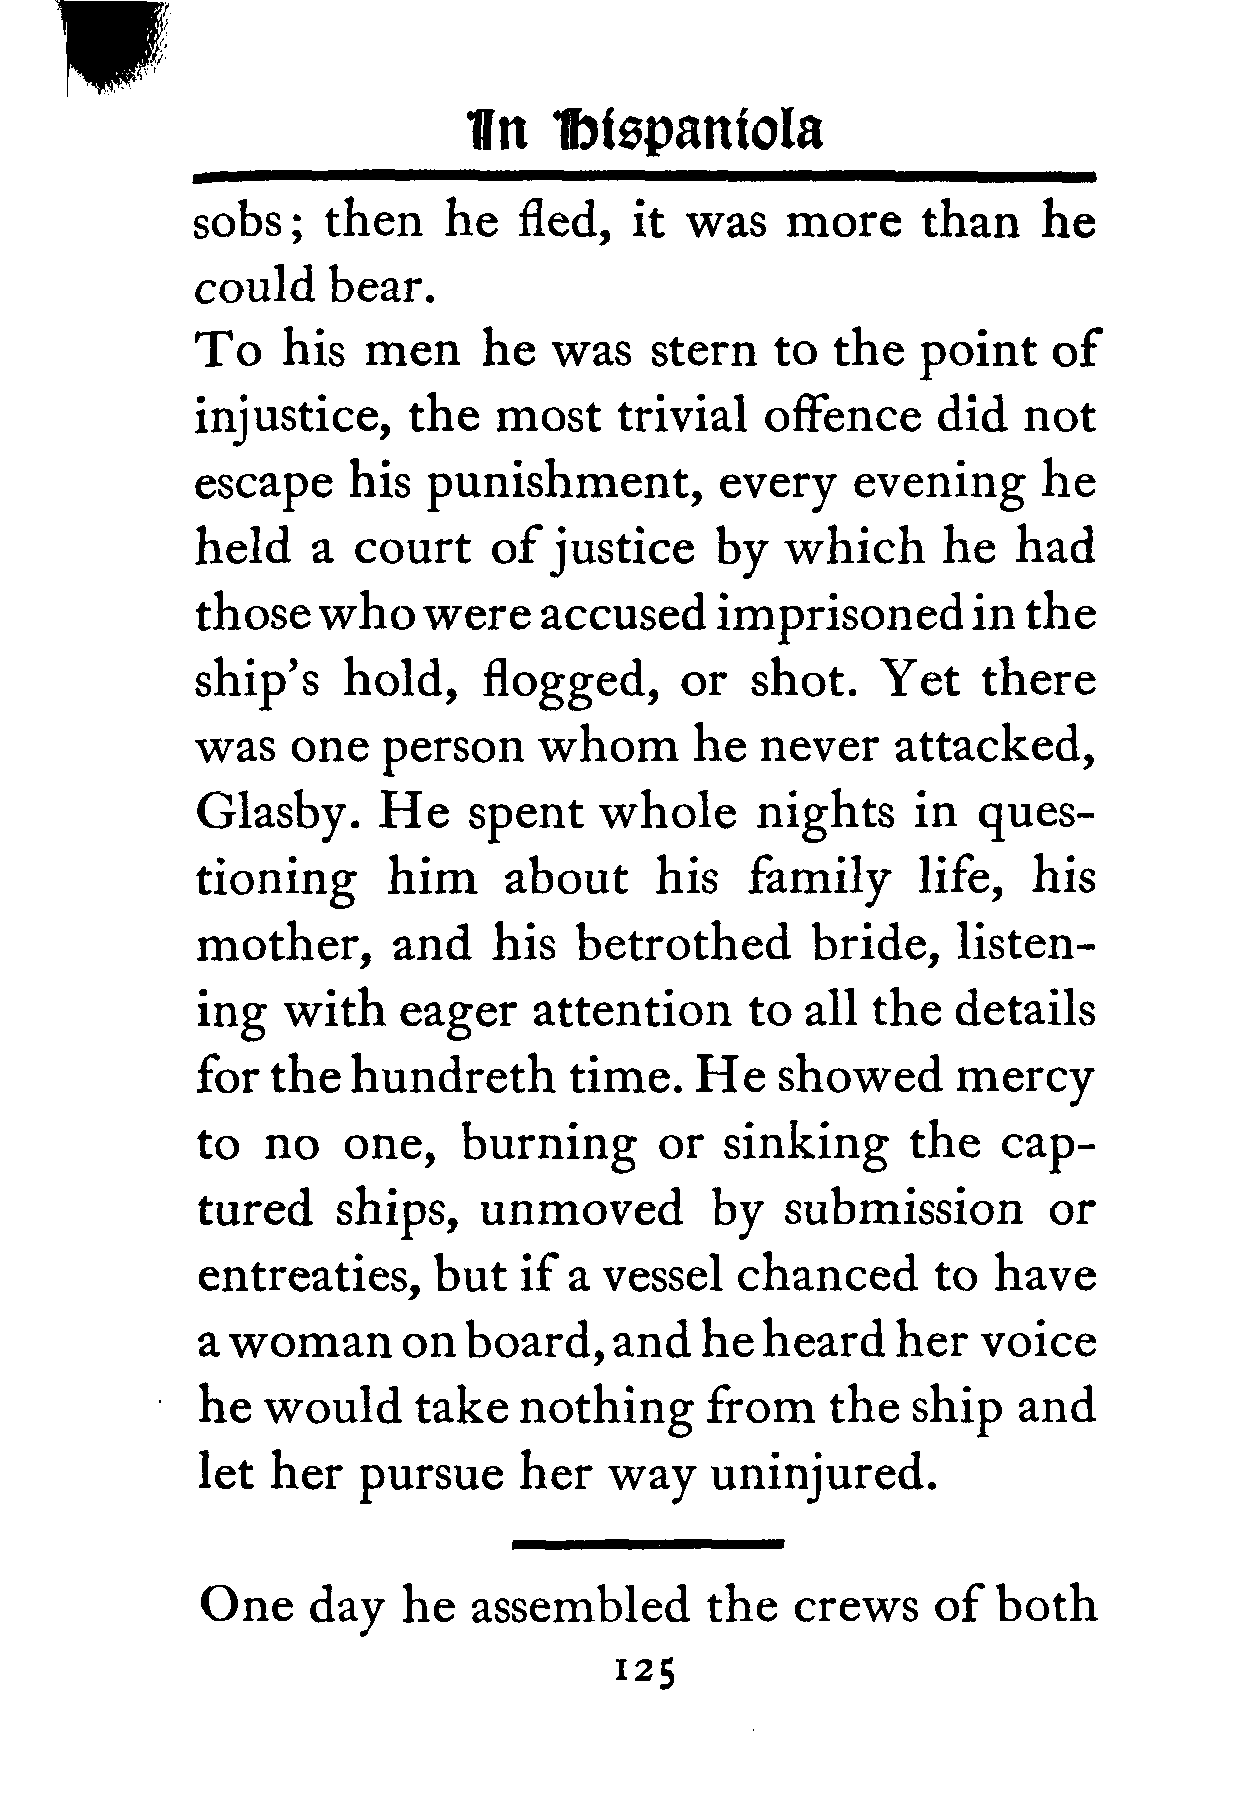 In Hispaniola
sobs; then he fled, it was more than he
could bear.
To his men he was stern to the point of
injustice, the most trivial offence did not
escape his punishment, every evening he
held a court of justice by which he had
those who were accused imprisoned in the
ship's hold, flogged, or shot. Yet there
was one person whom he never attacked,
Glasby. He spent whole nights in ques-
tioning him about his family life, his
mother, and his betrothed bride, listen-
ing with eager attention to all the details
for the hundreth time. He showed mercy
to no one, burning or sinking the cap-
tured ships, unmoved by submission or
entreaties, but if a vessel chanced to have
a woman on board, and he heard her voice
he would take nothing from the ship and
let her pursue her way uninjured.
One day he assembled the crews of both
125